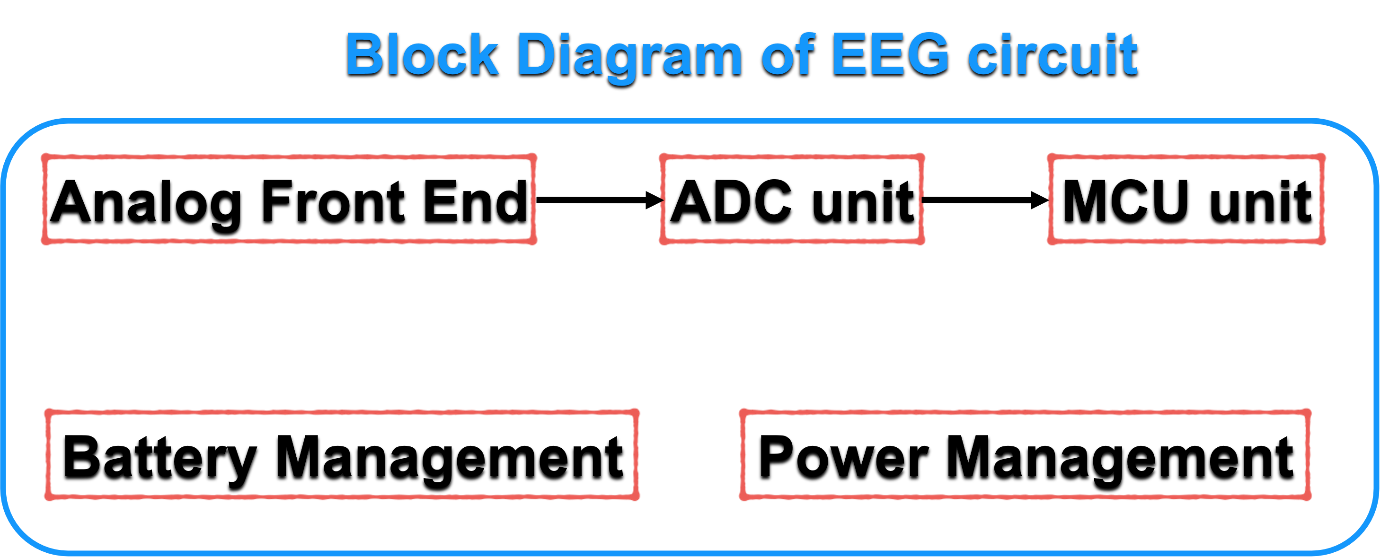 Block Diagram of EEG circuit
Analog Front End
ADC unit
MCU unit
Battery Management
Power Management